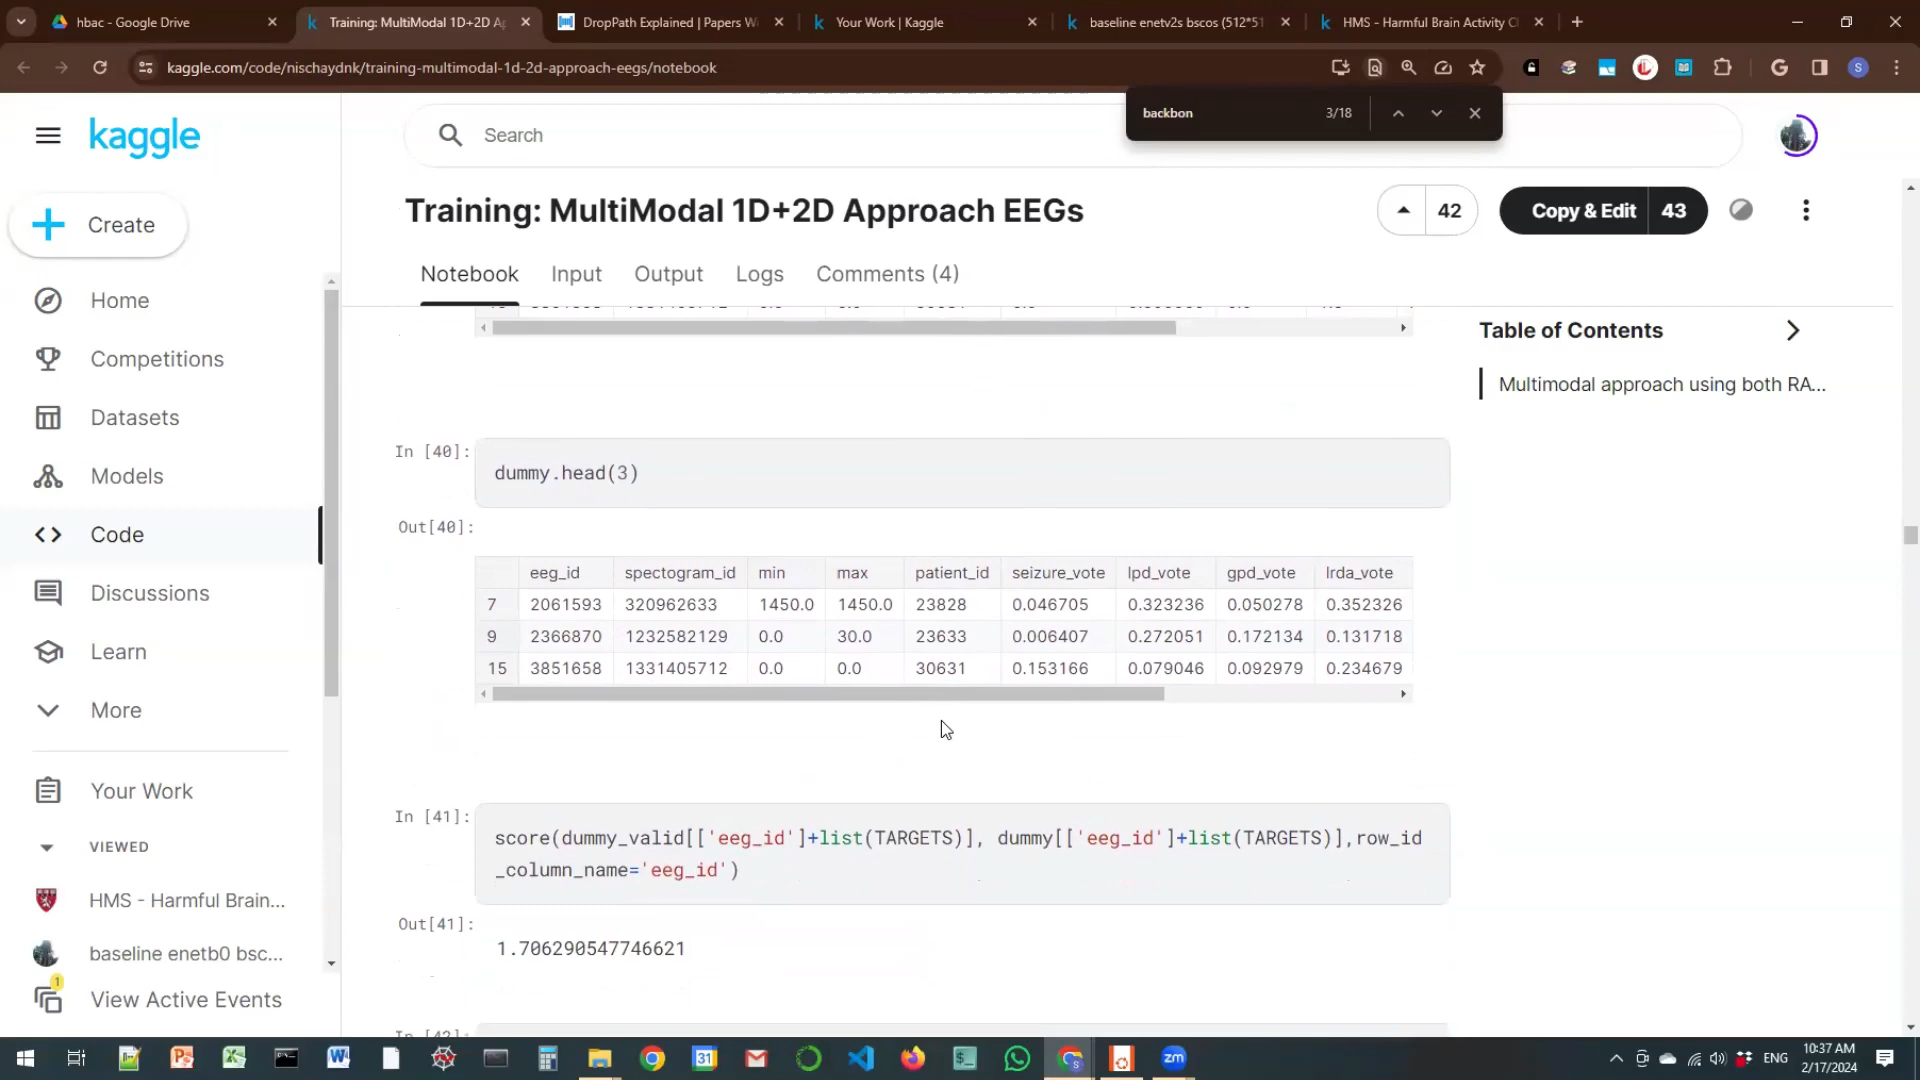 hbac - Google Drive
Training: MultiModal 1D+2D Ap
DropPath Explained | Papers Wi
Your Work | Kaggle
baseline enetv2s bscos (512*51
HMS - Harmful Brain Activity Cl
kaggle.com/code/nischaydnk/training-multimodal-1d-2d-approach-eegs/notebook
backbon
3/18
kaggle
Search
Training: MultiModal 1D+2D Approach EEGs
42
Copy & Edit
43
Create
Notebook
Input
Output
Logs
Comments (4)
Home
Competitions
Datasets
Models
Code
Discussions
Learn
More
Your Work
VIEWED
HMS - Harmful Brain...
baseline enetb0 bsc...
1
View Active Events
Table of Contents
Multimodal approach using both RA...
In [40]:
dummy.head(3)
Out[40]:
eeg_id spectogram_id min max patient_id seizure_vote lpd_vote gpd_vote lrda_vote
7 2061593 320962633 1450.0 1450.0 23828 0.046705 0.323236 0.050278 0.352326
9 2366870 1232582129 0.0 30.0 23633 0.006407 0.272051 0.172134 0.131718
15 3851658 1331405712 0.0 0.0 30631 0.153166 0.079046 0.092979 0.234679
In [41]:
score(dummy_valid[['eeg_id']+list(TARGETS)], dummy[['eeg_id']+list(TARGETS)],row_id
_column_name='eeg_id')
Out[41]:
1.706290547746621
ENG
10:37 AM
2/17/2024